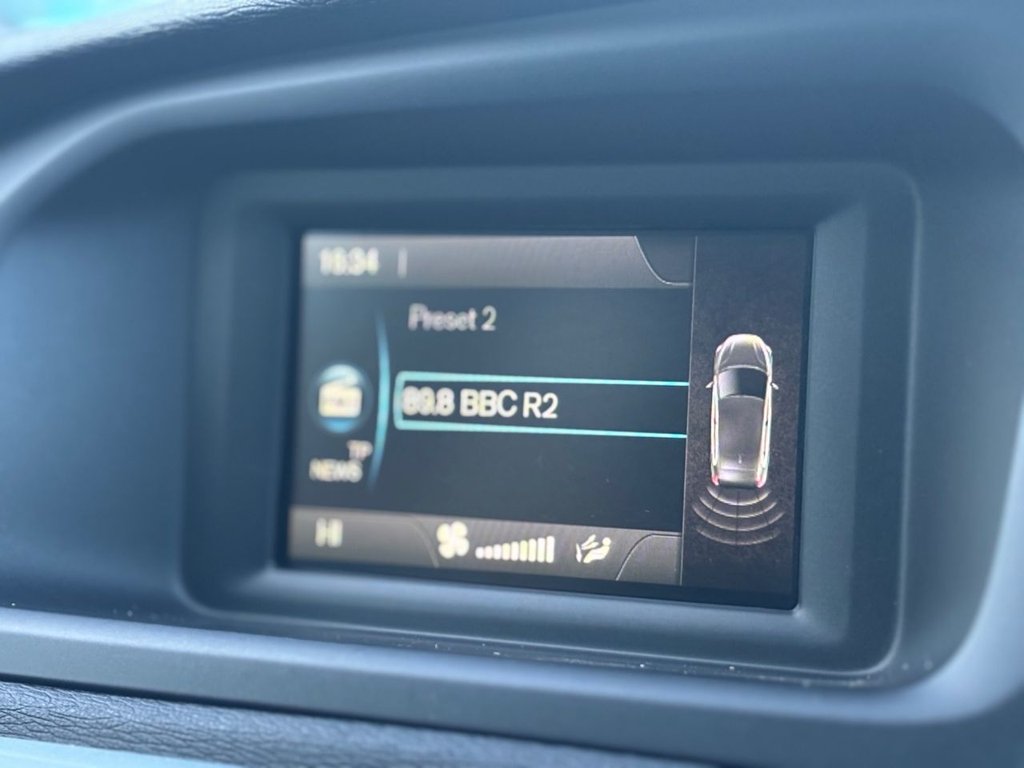 16:34
Preset 2
89.8 BBC R2
TP
NEWS
HI